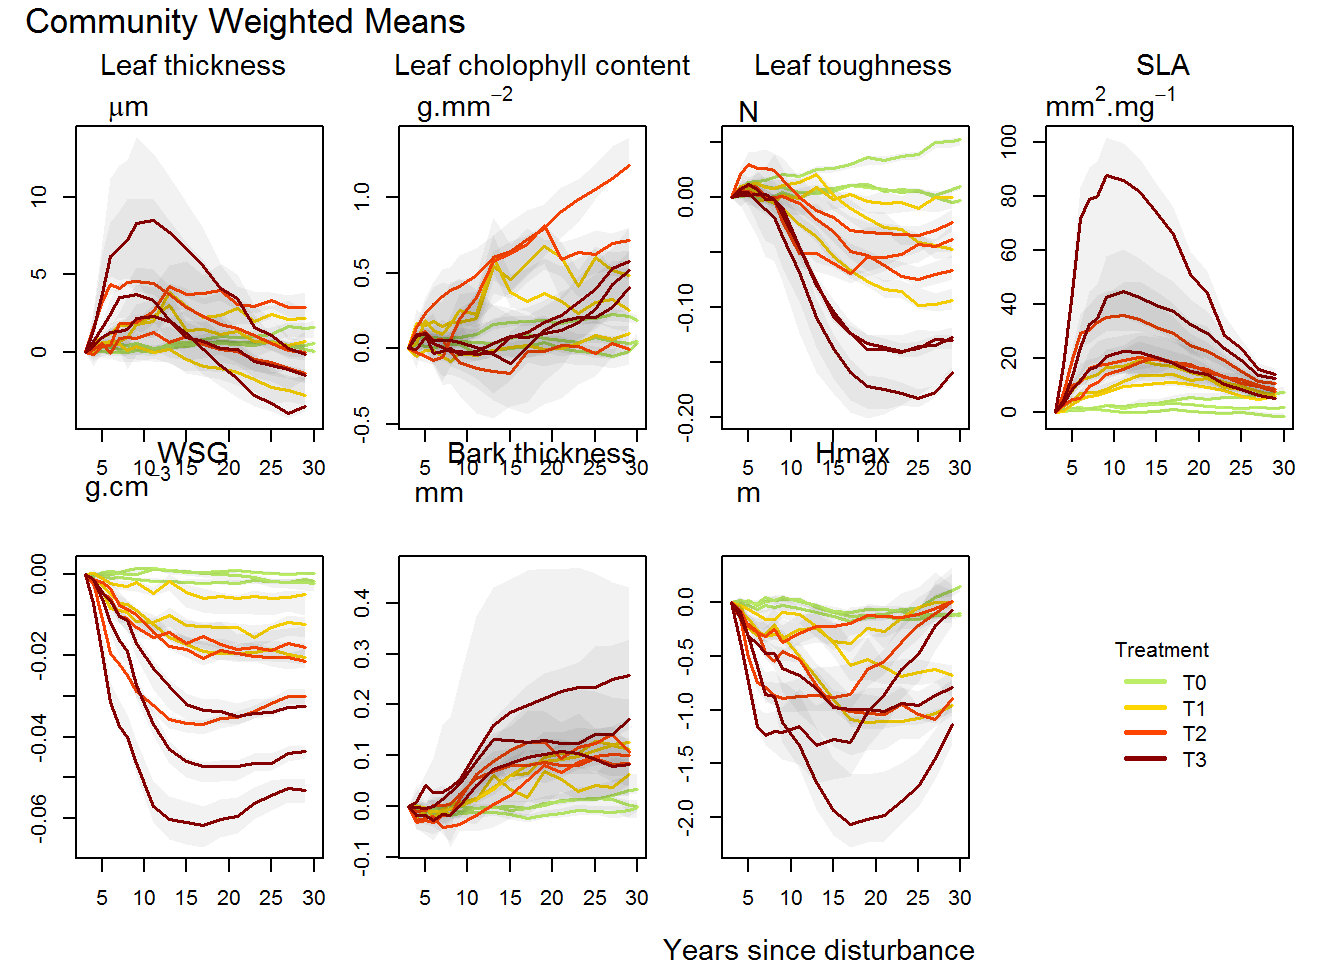 Community Weighted Means
Leaf thickness
μm
10
5
0
5 10 15 20 25 30
Leaf cholophyll content
g.mm−2
1.0
0.5
0.0
-0.5
5 10 15 20 25 30
Leaf toughness
N
0.00
-0.10
-0.20
5 10 15 20 25 30
SLA
mm2.mg−1
100
80
60
40
20
0
5 10 15 20 25 30
WSG
g.cm−3
0.00
-0.02
-0.04
-0.06
5 10 15 20 25 30
Bark thickness
mm
0.4
0.3
0.2
0.1
0.0
-0.1
5 10 15 20 25 30
Hmax
m
0.0
-0.5
-1.0
-1.5
-2.0
5 10 15 20 25 30
Treatment
T0
T1
T2
T3
Years since disturbance